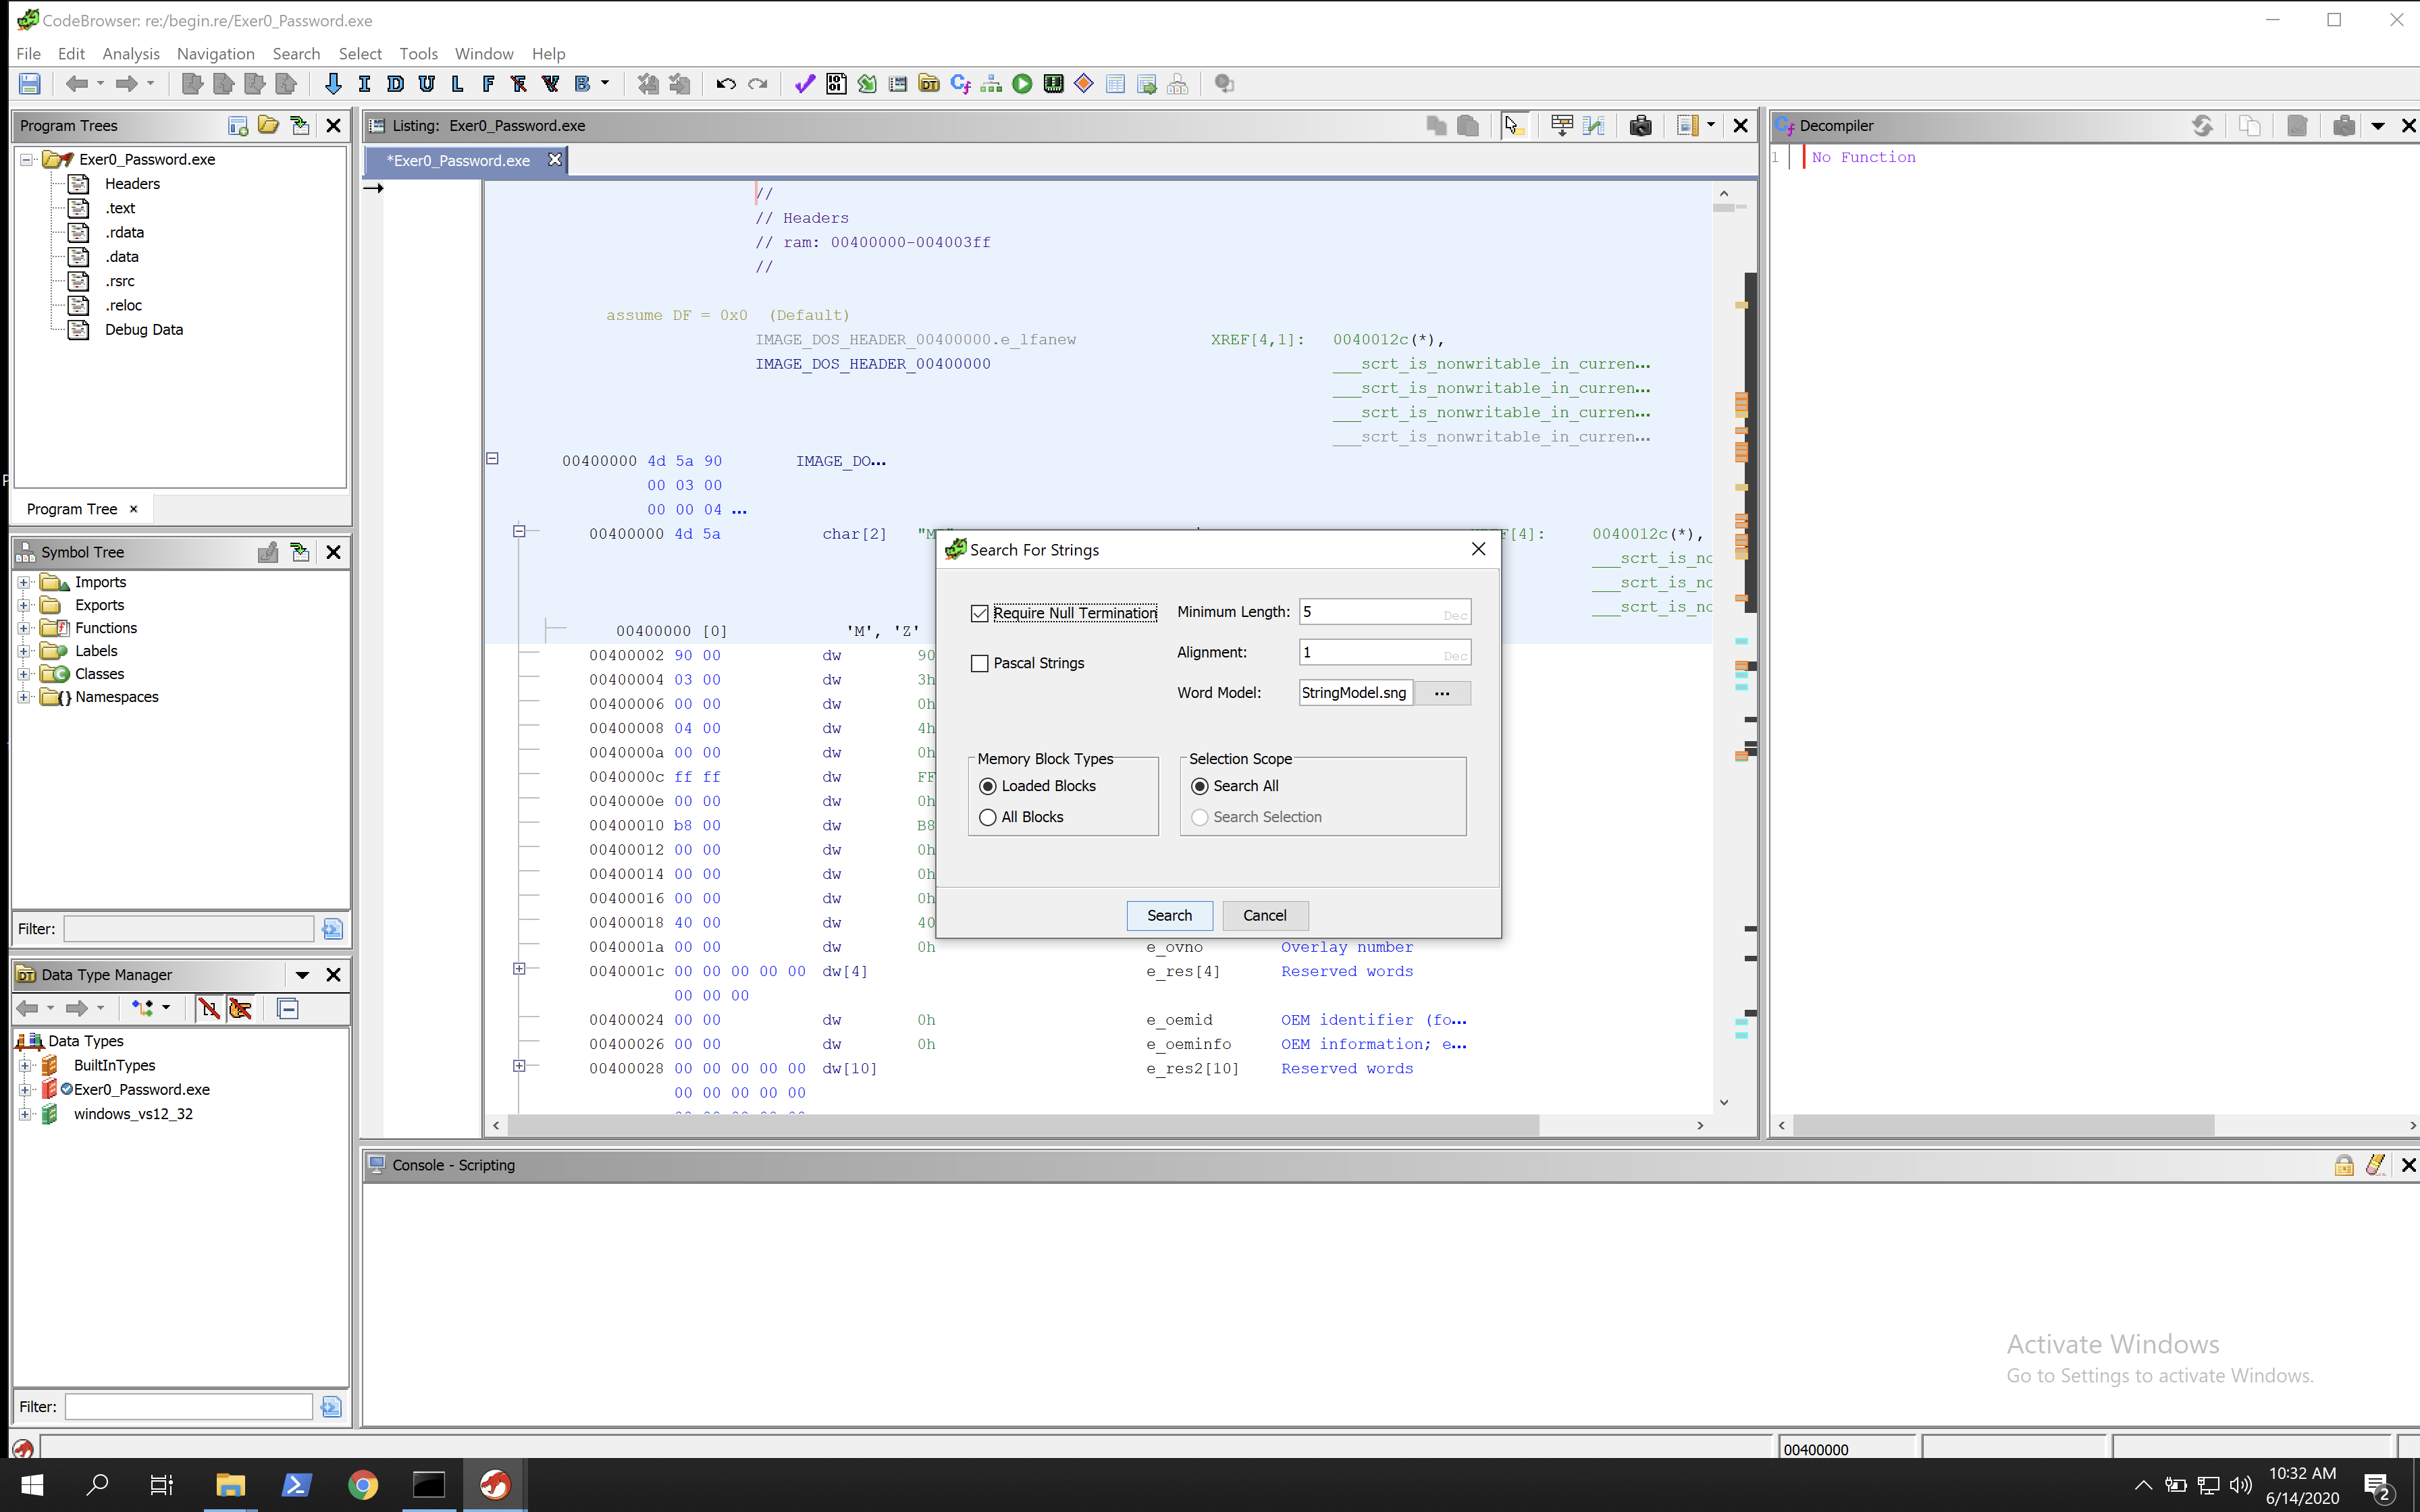 CodeBrowser: re:/begin.re/Exer0_Password.exe
File Edit Analysis Navigation Search Select Tools Window Help
I D U L F B
Program Trees
Exer0_Password.exe
Headers
.text
.rdata
.data
.rsrc
.reloc
Debug Data
Program Tree
Symbol Tree
Imports
Exports
Functions
Labels
Classes
Namespaces
Filter:
Data Type Manager
Data Types
BuiltInTypes
Exer0_Password.exe
windows_vs12_32
Filter:
Listing: Exer0_Password.exe
*Exer0_Password.exe
//
// Headers
// ram: 00400000-004003ff
//
assume DF = 0x0 (Default)
IMAGE_DOS_HEADER_00400000.e_lfanew XREF[4,1]: 0040012c(*),
IMAGE_DOS_HEADER_00400000 ___scrt_is_nonwritable_in_curren...
___scrt_is_nonwritable_in_curren...
___scrt_is_nonwritable_in_curren...
___scrt_is_nonwritable_in_curren...
00400000 4d 5a 90 IMAGE_DO...
00 03 00
00 00 04 ...
00400000 4d 5a char[2] "M F[4]: 0040012c(*),
___scrt_is_nc
___scrt_is_nc
___scrt_is_nc
00400000 [0] 'M', 'Z'
00400002 90 00 dw 90
00400004 03 00 dw 3h
00400006 00 00 dw 0h
00400008 04 00 dw 4h
0040000a 00 00 dw 0h
0040000c ff ff dw FF
0040000e 00 00 dw 0h
00400010 b8 00 dw B8
00400012 00 00 dw 0h
00400014 00 00 dw 0h
00400016 00 00 dw 0h
00400018 40 00 dw 40
0040001a 00 00 dw 0h e_ovno Overlay number
0040001c 00 00 00 00 00 dw[4] e_res[4] Reserved words
00 00 00
00400024 00 00 dw 0h e_oemid OEM identifier (fo...
00400026 00 00 dw 0h e_oeminfo OEM information; e...
00400028 00 00 00 00 00 dw[10] e_res2[10] Reserved words
00 00 00 00 00
Search For Strings
Require Null Termination Minimum Length: 5 Dec
Pascal Strings Alignment: 1 Dec
Word Model: StringModel.sng ...
Memory Block Types Selection Scope
Loaded Blocks Search All
All Blocks Search Selection
Search Cancel
Decompiler
1 No Function
Console - Scripting
Activate Windows
Go to Settings to activate Windows.
00400000
10:32 AM
6/14/2020
2